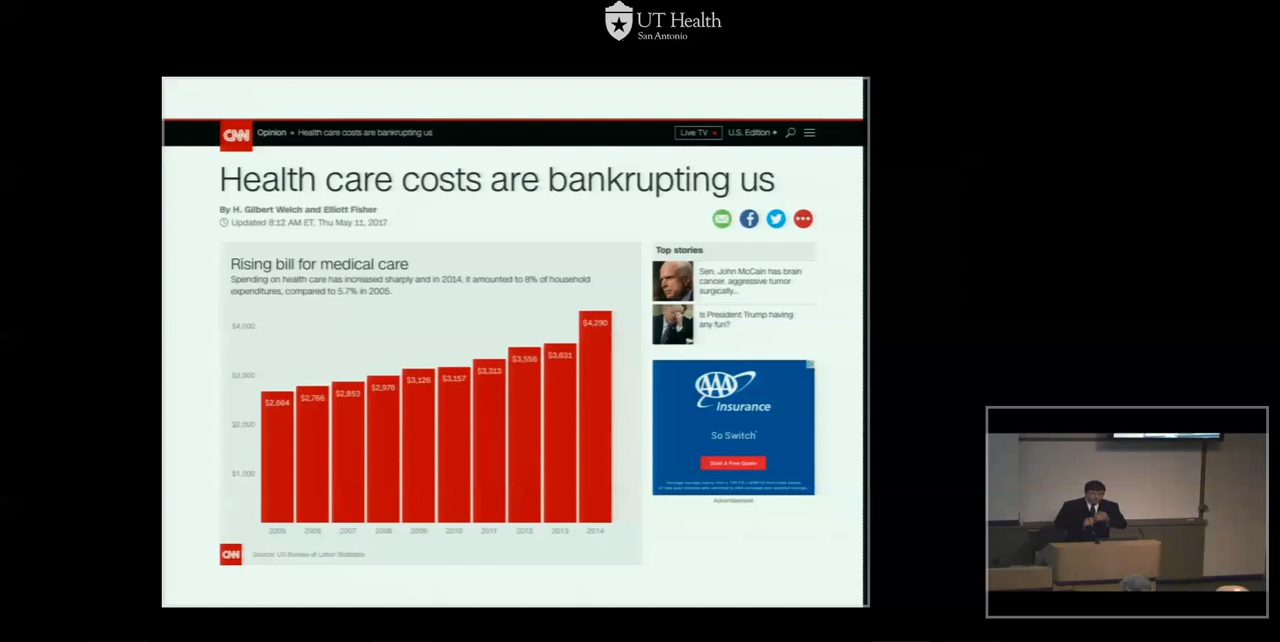 UT Health
San Antonio
CNN
Opinion
Health care costs are bankrupting us
Live TV
U.S. Edition +
Health care costs are bankrupting us
By H. Gilbert Welch and Elliott Fisher
Updated 8:12 AM ET, Thu May 11, 2017
Rising bill for medical care
Spending on health care has increased sharply and in 2014, it amounted to 8% of household
expenditures, compared to 5.7% in 2005.
$4,000
$3,000
$2,000
$1,000
$2,664
$2,766
$2,853
$2,976
$3,126
$3,157
$3,313
$3,556
$3,631
$4,290
2005
2006
2007
2008
2009
2010
2011
2012
2013
2014
CNN
Source: US Bureau of Labor Statistics
Top stories
Sen. John McCain has brain
cancer, aggressive tumor
surgically...
Is President Trump having
any fun?
AAA
Insurance
So Switch
Start a Free Quote
Advertisement